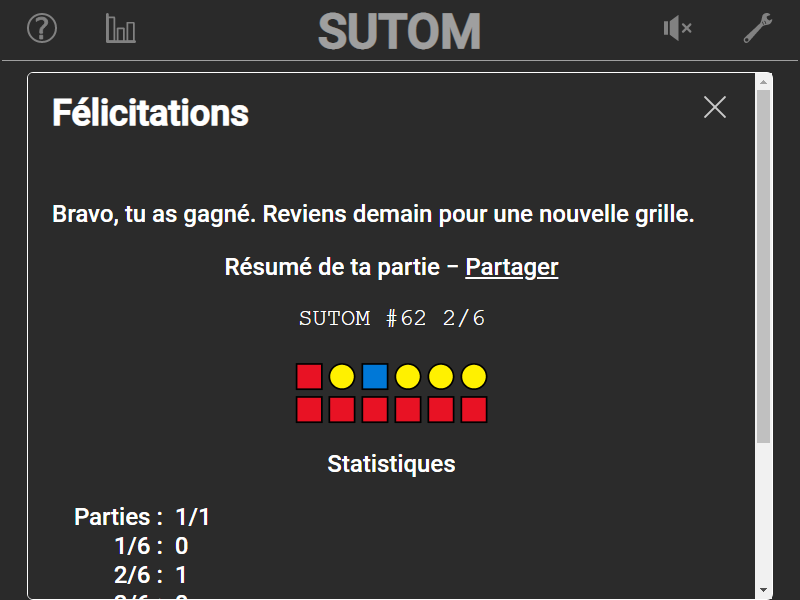 SUTOM
Félicitations
Bravo, tu as gagné. Reviens demain pour une nouvelle grille.
Résumé de ta partie – Partager
SUTOM #62 2/6
Statistiques
Parties : 1/1
1/6 : 0
2/6 : 1